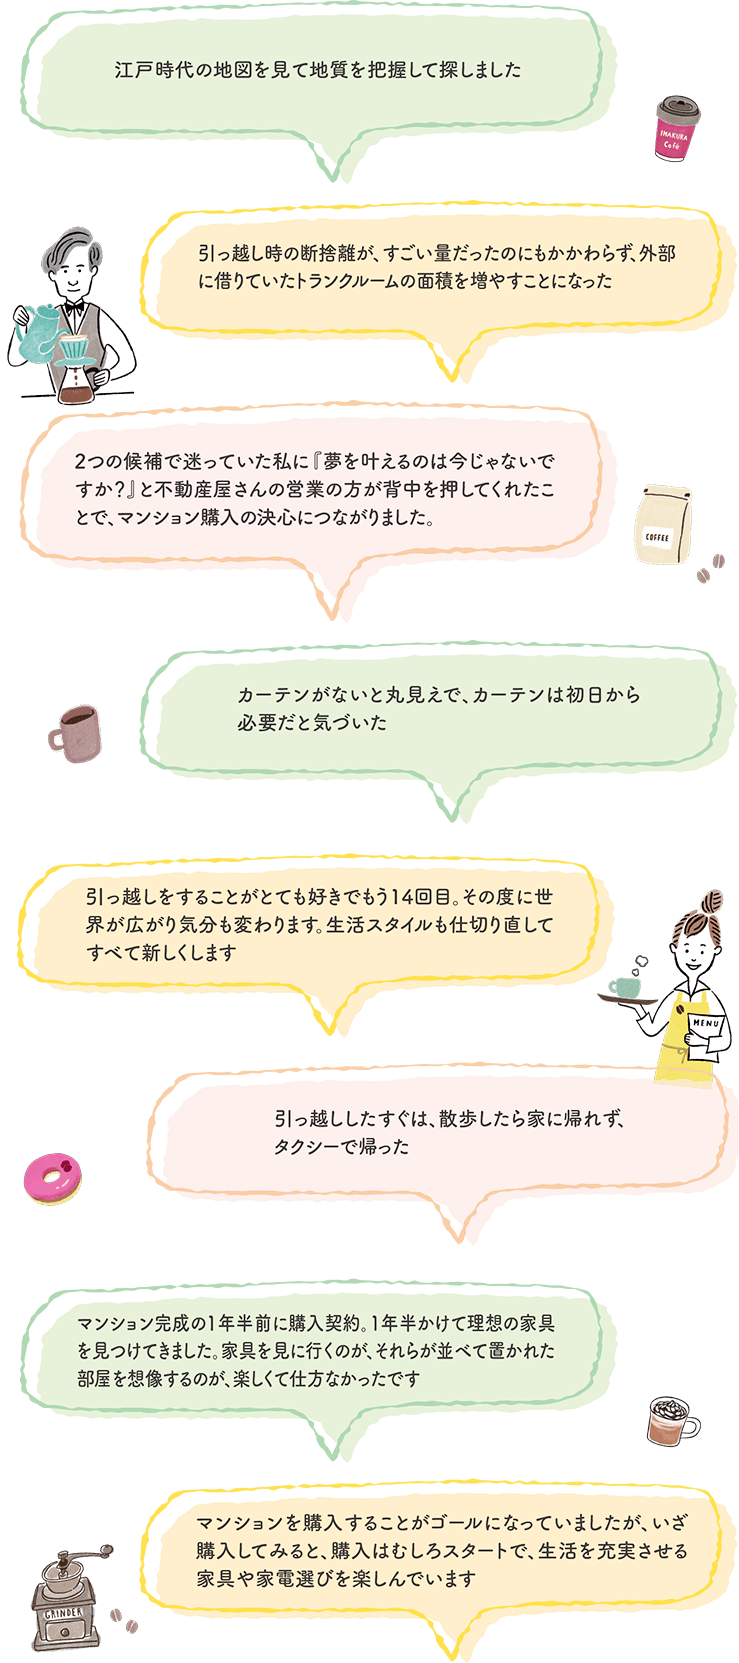 江戸時代の地図を見て地質を把握して探しました
IMAKURA
Café
引っ越し時の断捨離が、すごい量だったのにもかかわらず、外部
に借りていたトランクルームの面積を増やすことになった
2つの候補で迷っていた私に『夢を叶えるのは今じゃないで
すか?』と不動産屋さんの営業の方が背中を押してくれたこ
とで、マンション購入の決心につながりました。
COFFEE
カーテンがないと丸見えで、カーテンは初日から
必要だと気づいた
引っ越しをすることがとても好きでもう14回目。その度に世
界が広がり気分も変わります。生活スタイルも仕切り直して
すべて新しくします
MENU
引っ越ししたすぐは、散歩したら家に帰れず、
タクシーで帰った
マンション完成の1年半前に購入契約。1年半かけて理想の家具
を見つけてきました。家具を見に行くのが、それらが並べて置かれた
部屋を想像するのが、楽しくて仕方なかったです
マンションを購入することがゴールになっていましたが、いざ
購入してみると、購入はむしろスタートで、生活を充実させる
家具や家電選びを楽しんでいます
GRINDER